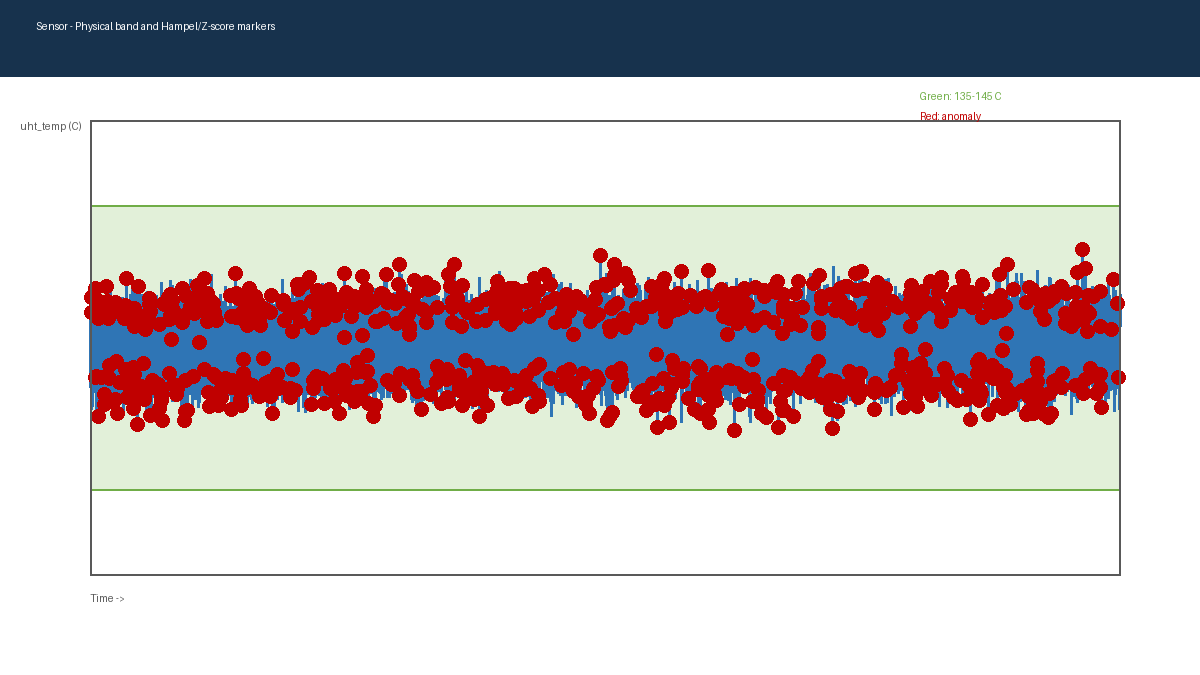 Sensor - Physical band and Hampel/Z-score markers
Green: 135-145 C
Red: anomaly
uht_temp (C)
Time ->